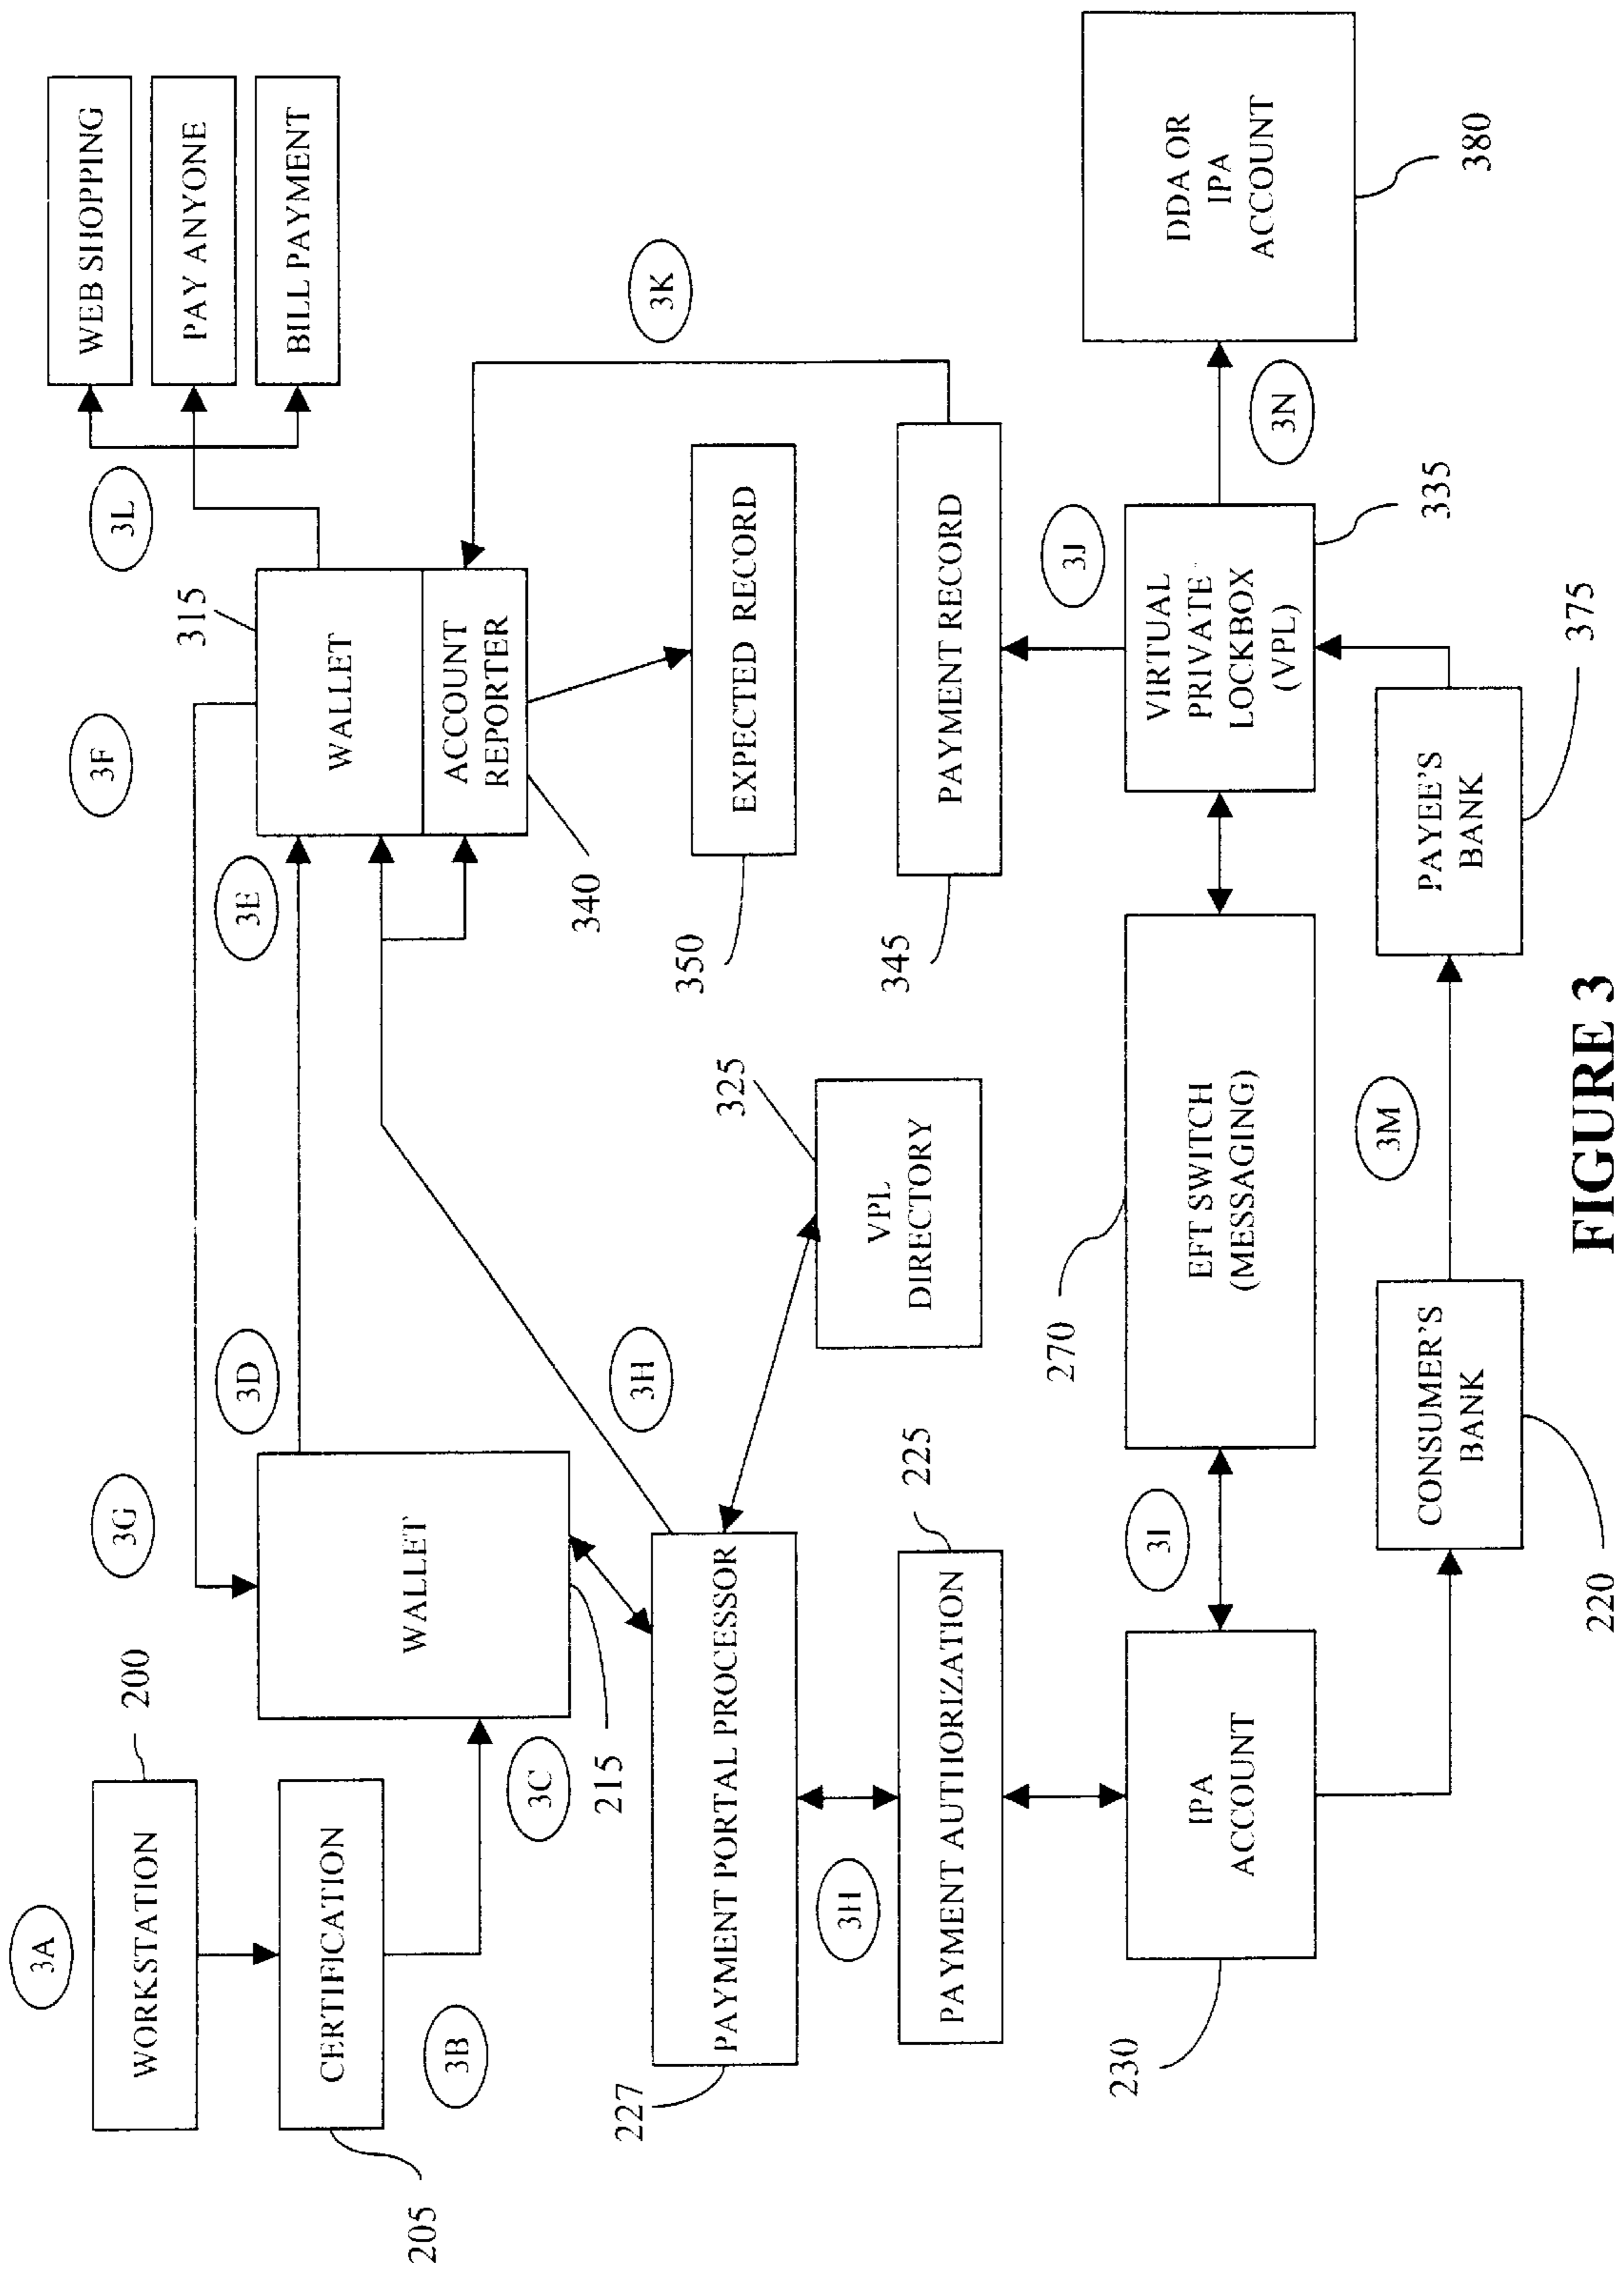 3A
WORKSTATION
200
CERTIFICATION
205
3B
3C
3G
WALLET
215
3D
3E
3F
315
WALLET
ACCOUNT
REPORTER
340
3L
WEB SHOPPING
PAY ANYONE
BILL PAYMENT
3K
EXPECTED RECORD
350
PAYMENT RECORD
345
3H
VPL
DIRECTORY
325
PAYMENT PORTAL PROCESSOR
227
3H
PAYMENT AUTHORIZATION
225
IPA
ACCOUNT
230
3I
EFT SWITCH
(MESSAGING)
270
3J
VIRTUAL
PRIVATE
LOCKBOX
(VPL)
335
3N
DDA OR
IPA
ACCOUNT
380
CONSUMER'S
BANK
220
3M
PAYEE'S
BANK
375
FIGURE 3